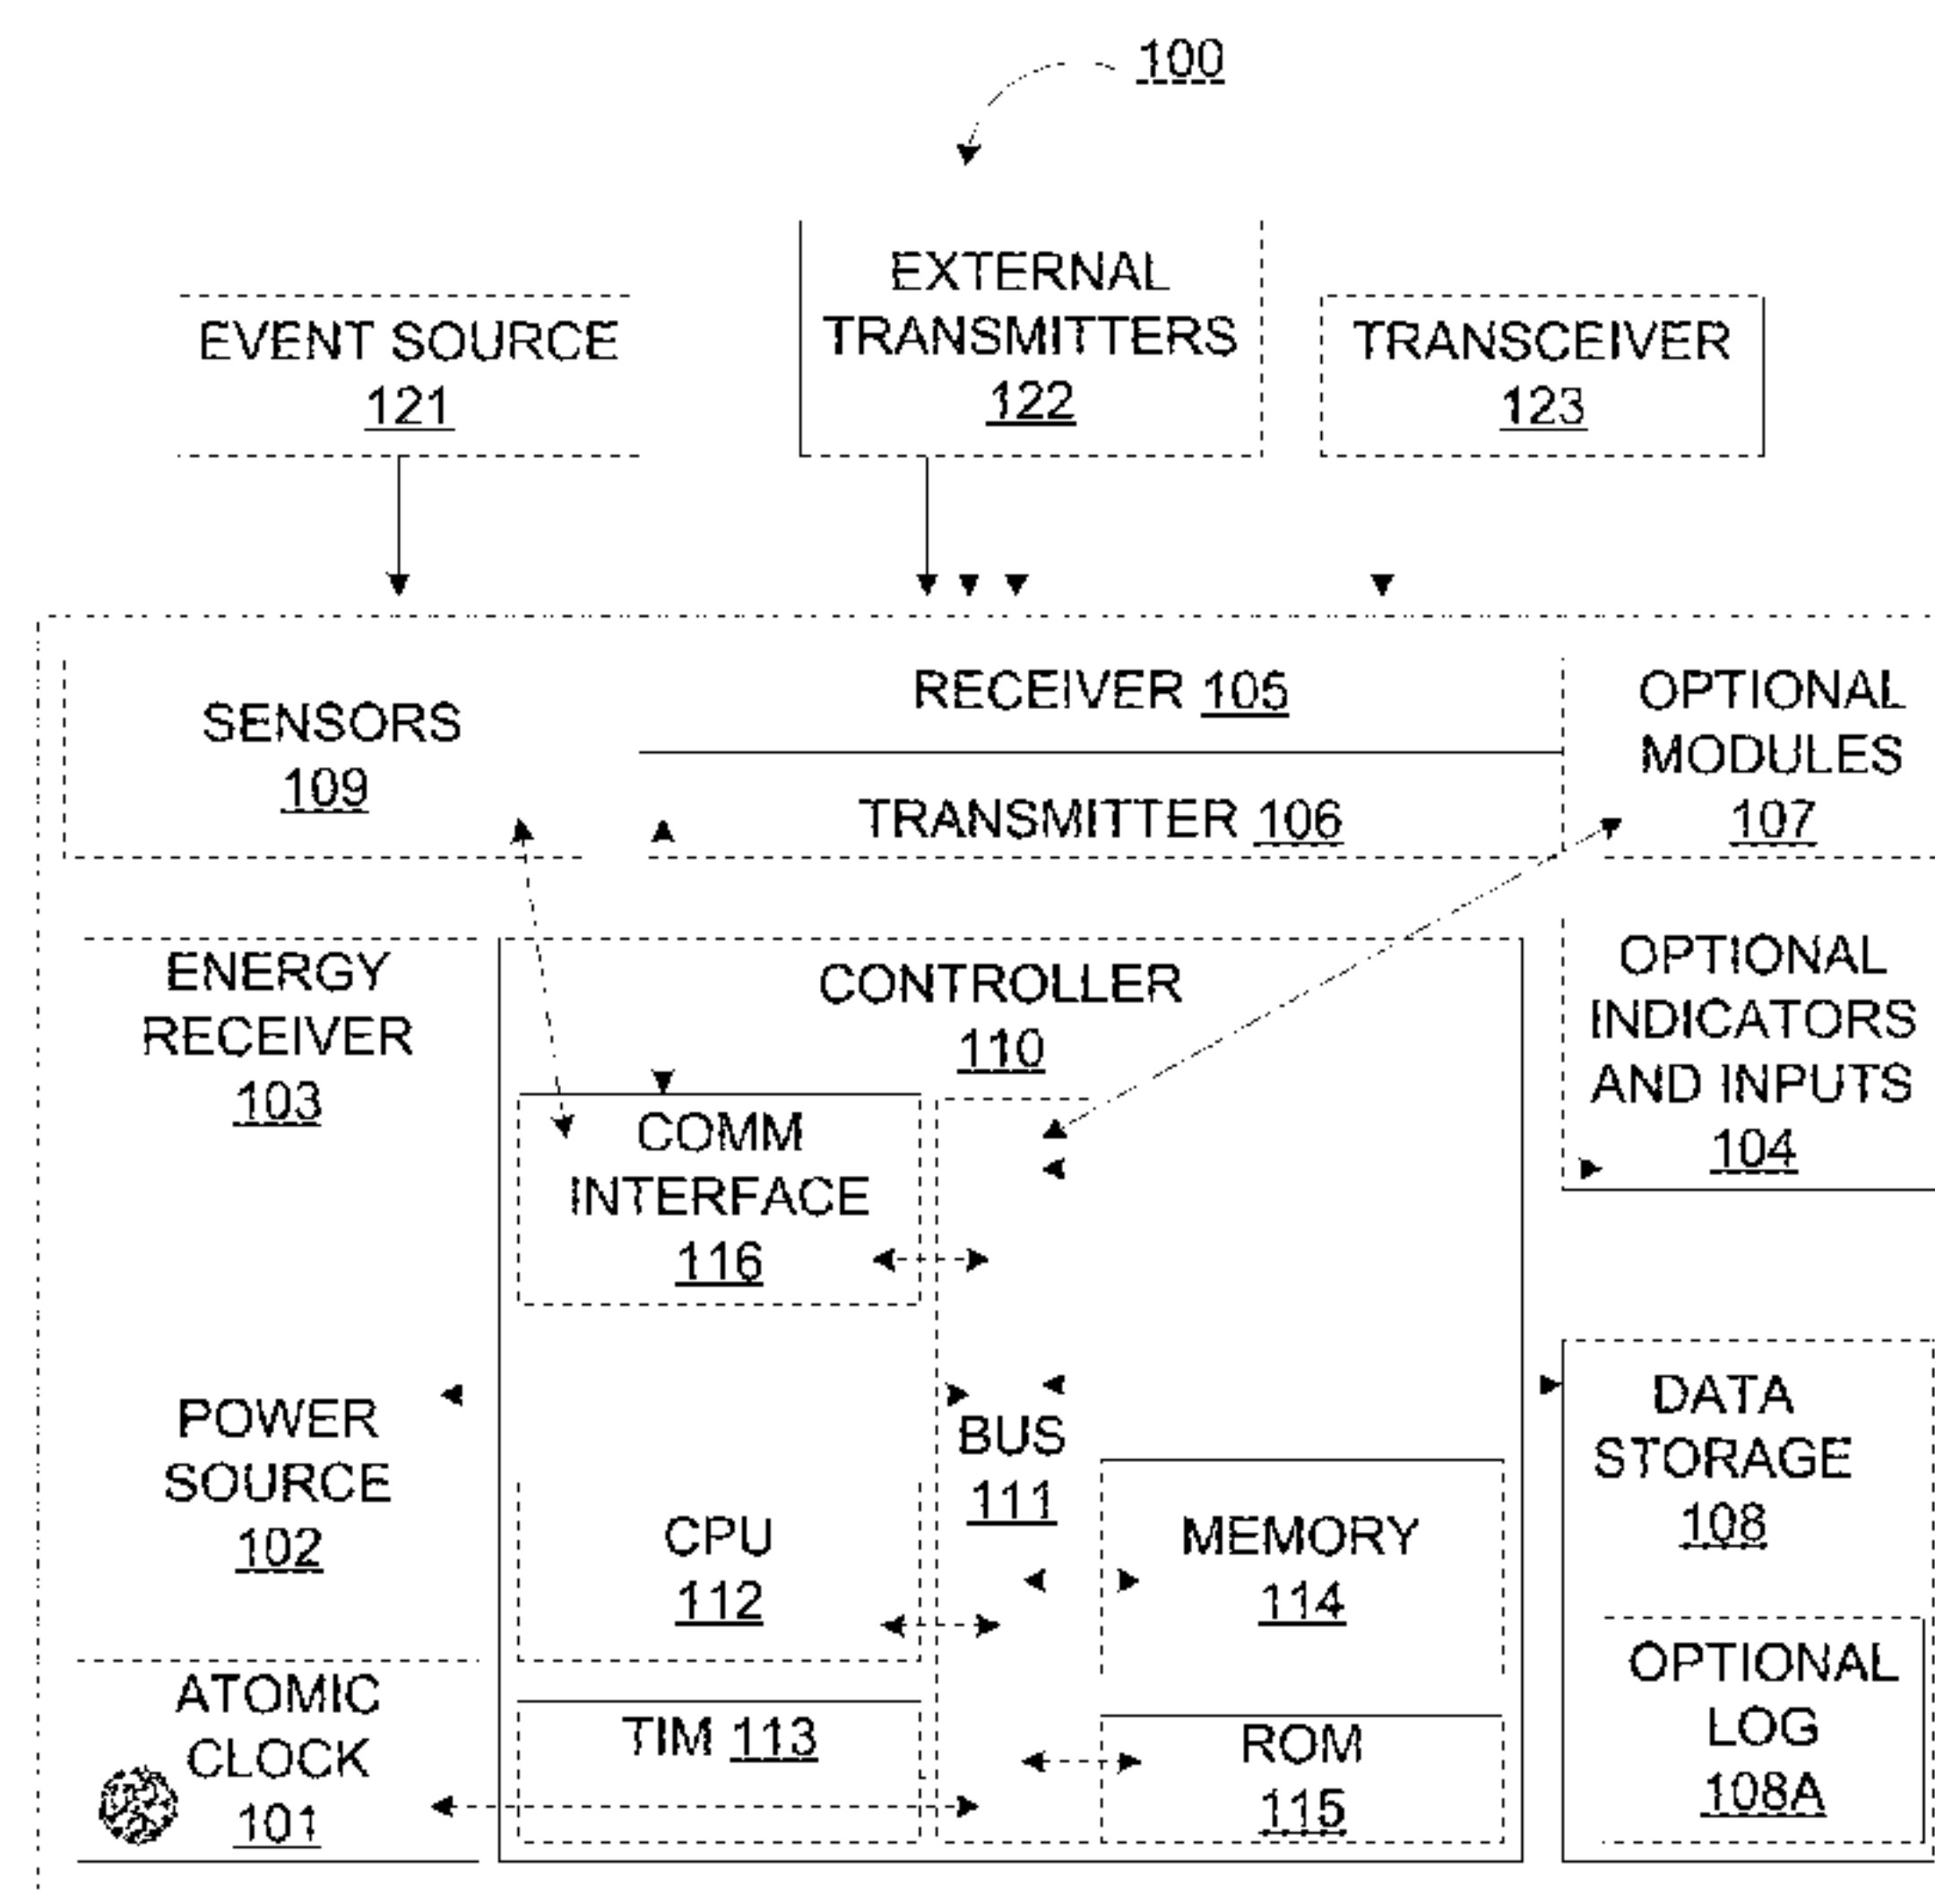 100
EVENT SOURCE
121
EXTERNAL
TRANSMITTERS
122
TRANSCEIVER
123
SENSORS
109
RECEIVER 105
TRANSMITTER 106
OPTIONAL
MODULES
107
ENERGY
RECEIVER
103
CONTROLLER
110
OPTIONAL
INDICATORS
AND INPUTS
104
COMM
INTERFACE
116
POWER
SOURCE
102
BUS
111
CPU
112
MEMORY
114
DATA
STORAGE
108
ATOMIC
CLOCK
101
TIM 113
ROM
115
OPTIONAL
LOG
108A